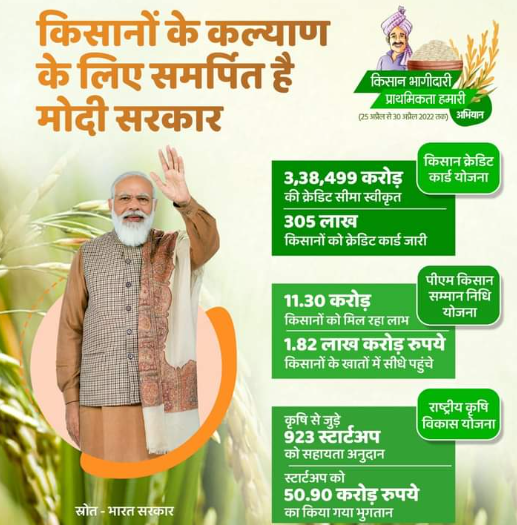 किसानों के कल्याण
के लिए समर्पित है
मोदी सरकार
किसान भागीदारी
प्राथमिकता हमारी
(25 अप्रैल से 30 अप्रैल 2022 तक)
अभियान
किसान क्रेडिट
कार्ड योजना
3,38,499 करोड़
की क्रेडिट सीमा स्वीकृत
305 लाख
किसानों को क्रेडिट कार्ड जारी
पीएम किसान
सम्मान निधि
योजना
11.30 करोड़
किसानों को मिल रहा लाभ
1.82 लाख करोड़ रुपये
किसानों के खातों में सीधे पहुंचे
राष्ट्रीय कृषि
विकास योजना
कृषि से जुड़े
923 स्टार्टअप
को सहायता अनुदान
स्टार्टअप को
50.90 करोड़ रुपये
का किया गया भुगतान
स्रोत - भारत सरकार